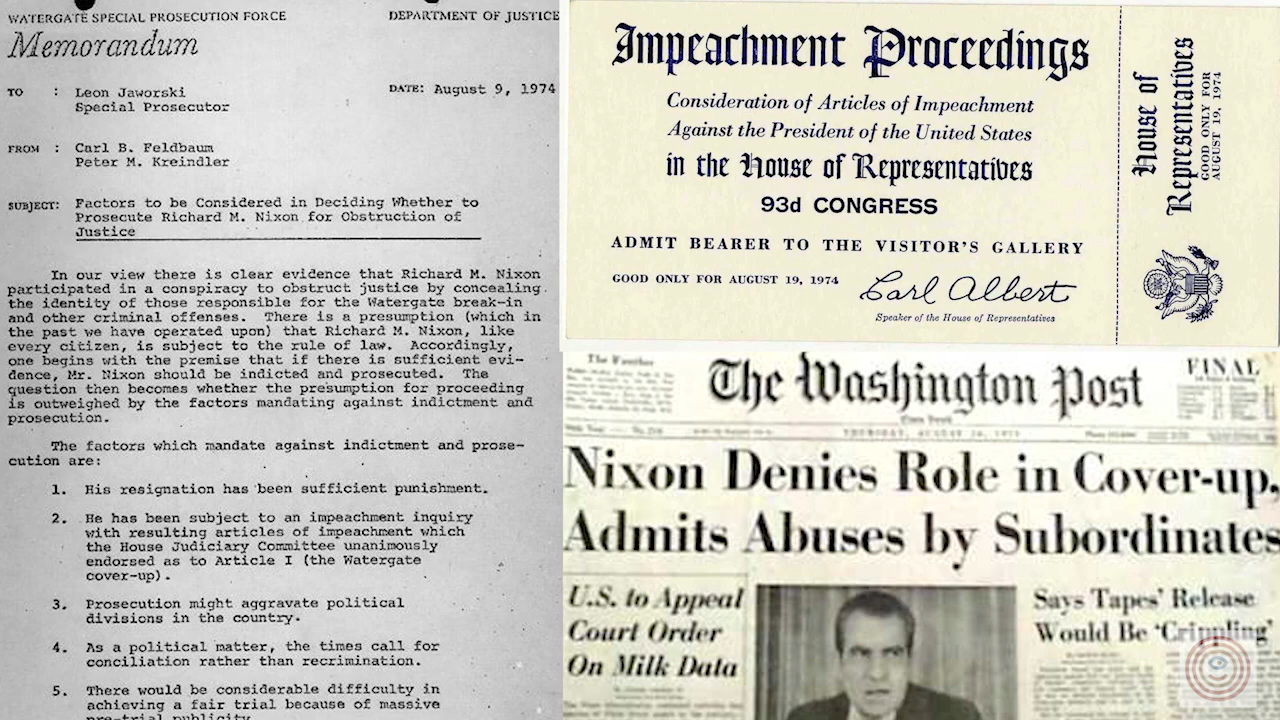 WATERGATE SPECIAL PROSECUTION FORCE
DEPARTMENT OF JUSTICE
Memorandum
TO : Leon Jaworski
Special Prosecutor
DATE: August 9, 1974
FROM : Carl B. Feldbaum
Peter M. Kreindler
SUBJECT: Factors to be Considered in Deciding Whether to
Prosecute Richard M. Nixon for Obstruction of
Justice
In our view there is clear evidence that Richard M. Nixon
participated in a conspiracy to obstruct justice by concealing
the identity of those responsible for the Watergate break-in
and other criminal offenses. There is a presumption (which in
the past we have operated upon) that Richard M. Nixon, like
every citizen, is subject to the rule of law. Accordingly,
one begins with the premise that if there is sufficient evi-
dence, Mr. Nixon should be indicted and prosecuted. The
question then becomes whether the presumption for proceeding
is outweighed by the factors mandating against indictment and
prosecution.
The factors which mandate against indictment and prose-
cution are:
1. His resignation has been sufficient punishment.
2. He has been subject to an impeachment inquiry
with resulting articles of impeachment which
the House Judiciary Committee unanimously
endorsed as to Article I (the Watergate
cover-up).
3. Prosecution might aggravate political
divisions in the country.
4. As a political matter, the times call for
conciliation rather than recrimination.
5. There would be considerable difficulty in
achieving a fair trial because of massive
pre-trial publicity.
Impeachment Proceedings
Consideration of Articles of Impeachment
Against the President of the United States
in the House of Representatives
93d CONGRESS
ADMIT BEARER TO THE VISITOR'S GALLERY
GOOD ONLY FOR AUGUST 19, 1974
Carl Albert
Speaker of the House of Representatives
House of
Representatives
GOOD ONLY FOR
AUGUST 19, 1974
The Weather
The Washington Post
FINAL
Nixon Denies Role in Cover-up,
Admits Abuses by Subordinates
U.S. to Appeal
Court Order
On Milk Data
Says Tapes' Release
Would Be 'Crippling'